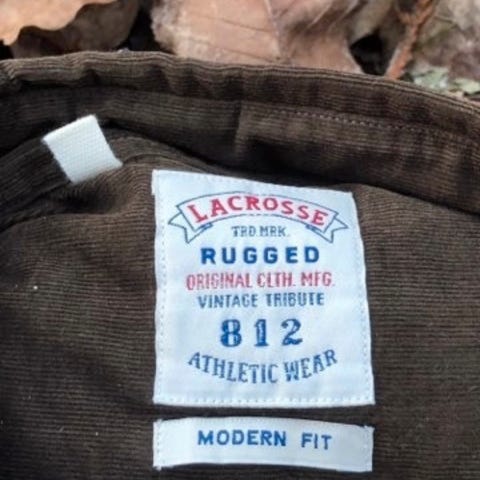 LACROSSE
TRD. MRK.
RUGGED
ORIGINAL CLTH. MFG.
VINTAGE TRIBUTE
812
ATHLETIC WEAR
MODERN FIT